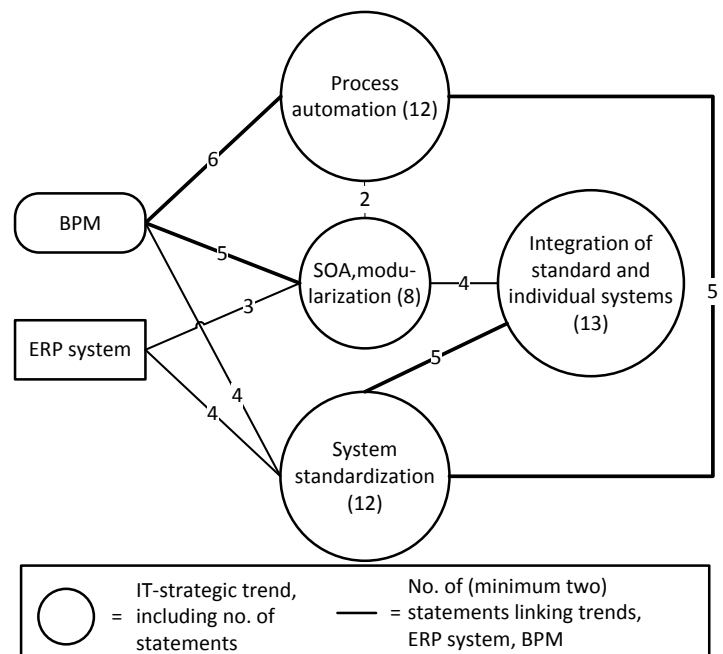 Process
automation (12)
6
2
BPM
5
SOA,modu-
larization (8)
4
Integration of
standard and
individual systems
(13)
5
3
ERP system
4
4
5
System
standardization
(12)
= IT-strategic trend,
including no. of
statements
= No. of (minimum two)
statements linking trends,
ERP system, BPM